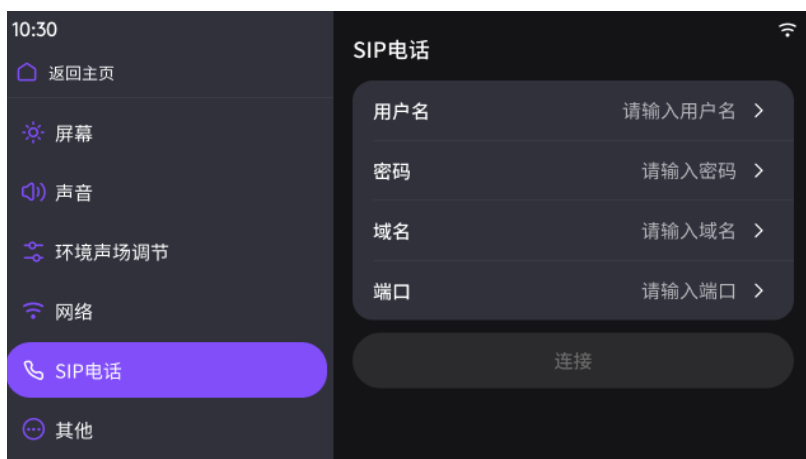 10:30
返回主页
屏幕
声音
环境声场调节
网络
SIP电话
其他
SIP电话
用户名 请输入用户名
密码 请输入密码
域名 请输入域名
端口 请输入端口
连接